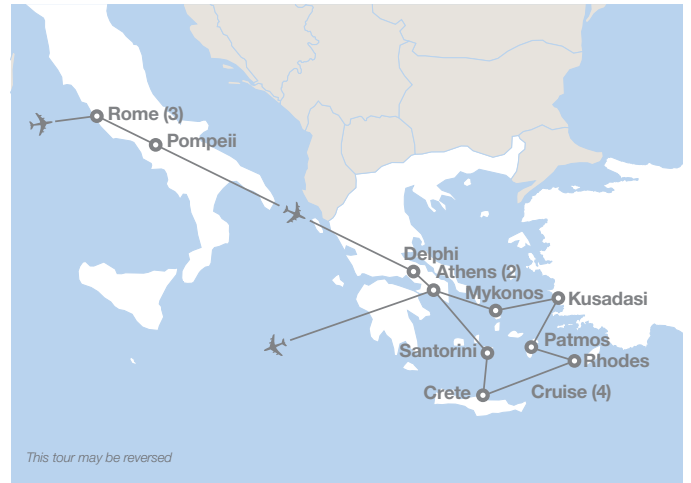 Rome (3)
Pompeii
Delphi
Athens (2)
Mykonos
Kusadasi
Patmos
Santorini
Rhodes
Crete
Cruise (4)
This tour may be reversed